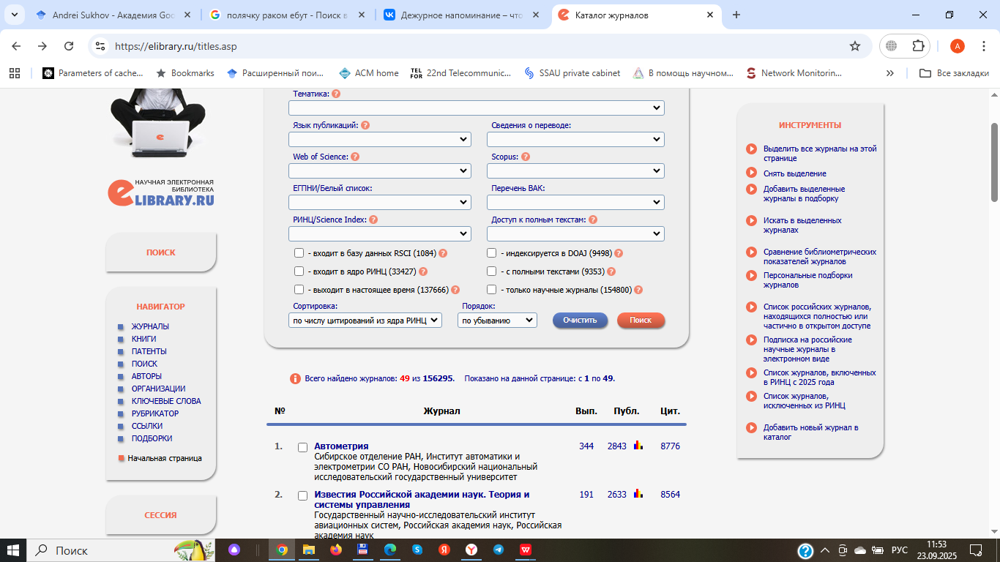 Andrei Sukhov - Академия Goo
полячку раком ебут - Поиск в
Дежурное напоминание – что
Каталог журналов
https://elibrary.ru/titles.asp
А
Parameters of cache...
Bookmarks
Расширенный пои...
ACM home
TEL FOR
22nd Telecommunic...
SSAU private cabinet
В помощь научном...
Network Monitorin...
Все закладки
НАУЧНАЯ ЭЛЕКТРОННАЯ
БИБЛИОТЕКА
eLIBRARY.RU
ПОИСК
НАВИГАТОР
ЖУРНАЛЫ
КНИГИ
ПАТЕНТЫ
ПОИСК
АВТОРЫ
ОРГАНИЗАЦИИ
КЛЮЧЕВЫЕ СЛОВА
РУБРИКАТОР
ССЫЛКИ
ПОДБОРКИ
Начальная страница
СЕССИЯ
Тематика: ?
Язык публикаций: ?
Сведения о переводе:
Web of Science: ?
Scopus: ?
ЕГПНИ/Белый список:
Перечень ВАК:
РИНЦ/Science Index: ?
Доступ к полным текстам: ?
- входит в базу данных RSCI (1084) ?
- индексируется в DOAJ (9498) ?
- входит в ядро РИНЦ (33427) ?
- с полными текстами (9353) ?
- выходит в настоящее время (137666) ?
- только научные журналы (154800) ?
Сортировка:
Порядок:
по числу цитирований из ядра РИНЦ
по убыванию
Очистить
Поиск
Всего найдено журналов: 49 из 156295. Показано на данной странице: с 1 по 49.
№ Журнал Вып. Публ. Цит.
1. Автометрия 344 2843 8776
Сибирское отделение РАН, Институт автоматики и
электрометрии СО РАН, Новосибирский национальный
исследовательский государственный университет
2. Известия Российской академии наук. Теория и 191 2633 8564
системы управления
Государственный научно-исследовательский институт
авиационных систем, Российская академия наук, Российская
академия наук
ИНСТРУМЕНТЫ
Выделить все журналы на этой
странице
Снять выделение
Добавить выделенные
журналы в подборку
Искать в выделенных
журналах
Сравнение библиометрических
показателей журналов
Персональные подборки
журналов
Список российских журналов,
находящихся полностью или
частично в открытом доступе
Подписка на российские
научные журналы в
электронном виде
Список журналов, включенных
в РИНЦ с 2025 года
Список журналов,
исключенных из РИНЦ
Добавить новый журнал в
каталог
Поиск
РУС
11:53
23.09.2025